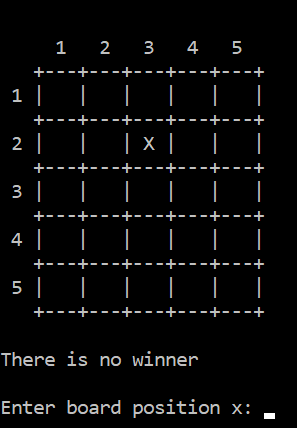 1   2   3   4   5
  +---+---+---+---+---+
1 |   |   |   |   |   |
  +---+---+---+---+---+
2 |   |   | X |   |   |
  +---+---+---+---+---+
3 |   |   |   |   |   |
  +---+---+---+---+---+
4 |   |   |   |   |   |
  +---+---+---+---+---+
5 |   |   |   |   |   |
  +---+---+---+---+---+
There is no winner
Enter board position x: